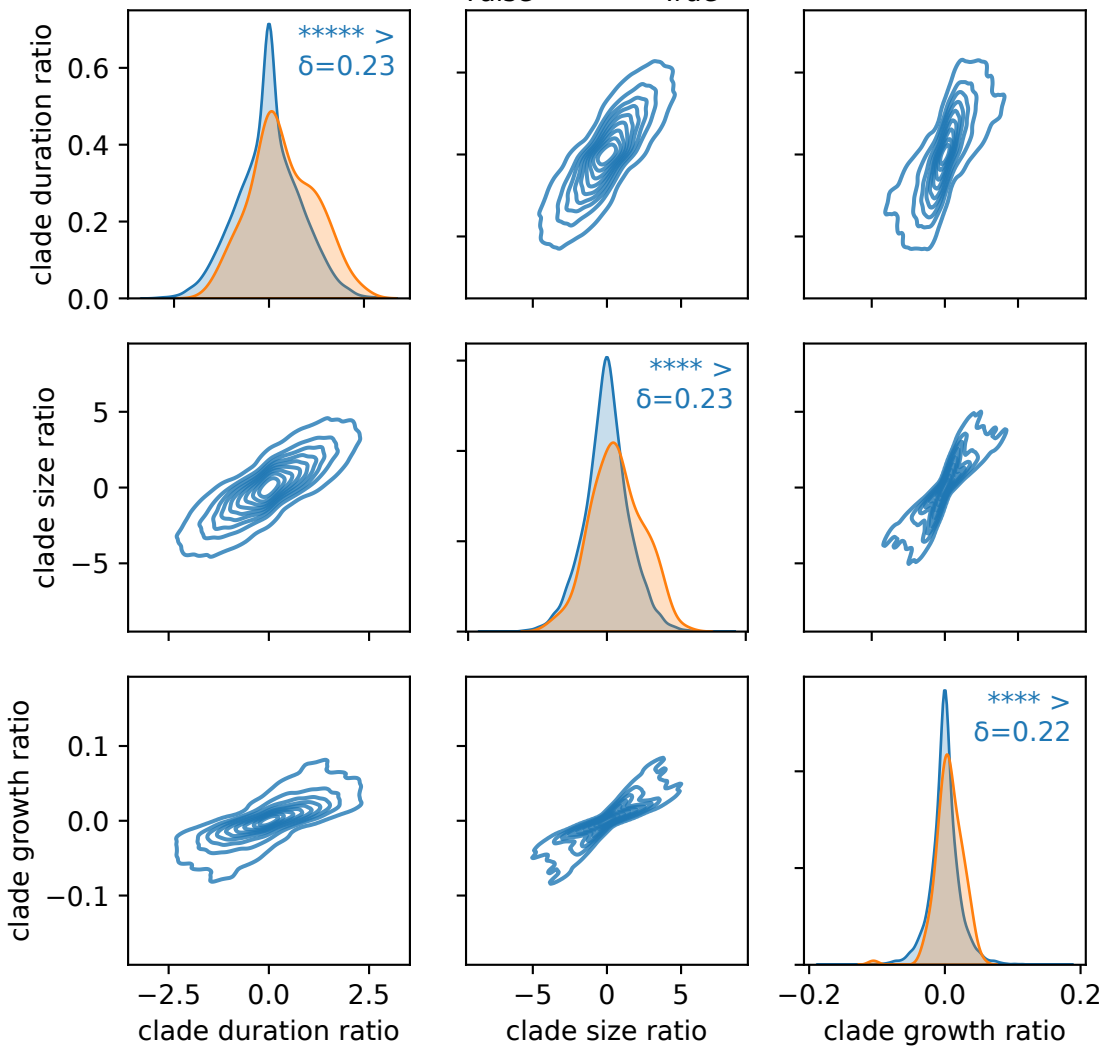 clade duration ratio
0.6
0.4
0.2
0.0
***** >
δ=0.23
clade size ratio
5
0
−5
**** >
δ=0.23
clade growth ratio
0.1
0.0
−0.1
**** >
δ=0.22
−2.5 0.0 2.5
−5 0 5
−0.2 0.0 0.2
clade duration ratio
clade size ratio
clade growth ratio